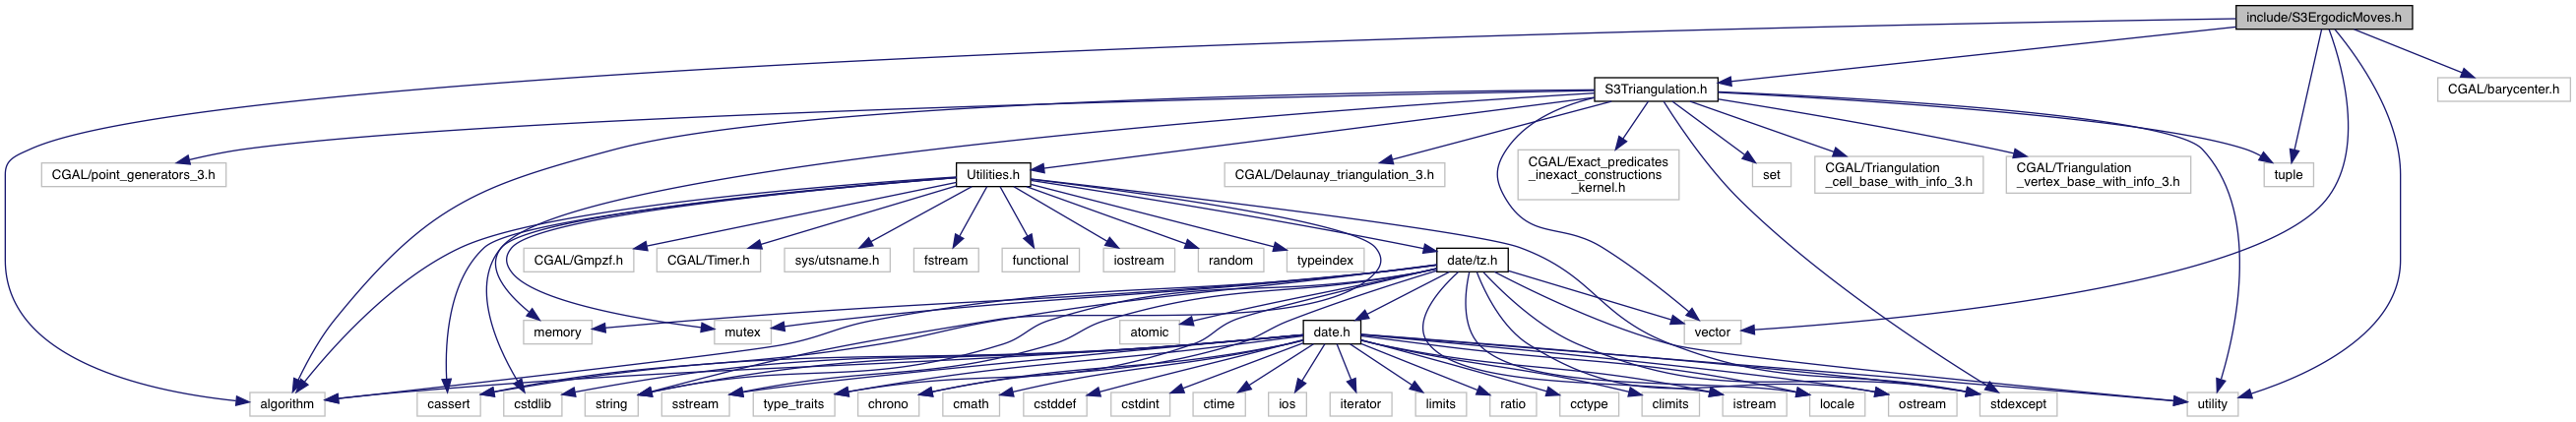 include/S3ErgodicMoves.h
S3Triangulation.h
CGAL/barycenter.h
CGAL/point_generators_3.h
Utilities.h
CGAL/Delaunay_triangulation_3.h
CGAL/Exact_predicates
_inexact_constructions
_kernel.h
set
CGAL/Triangulation
_cell_base_with_info_3.h
CGAL/Triangulation
_vertex_base_with_info_3.h
tuple
CGAL/Gmpzf.h
CGAL/Timer.h
sys/utsname.h
fstream
functional
iostream
random
typeindex
date/tz.h
memory
mutex
atomic
date.h
vector
algorithm
cassert
cstdlib
string
sstream
type_traits
chrono
cmath
cstddef
cstdint
ctime
ios
iterator
limits
ratio
cctype
climits
istream
locale
ostream
stdexcept
utility